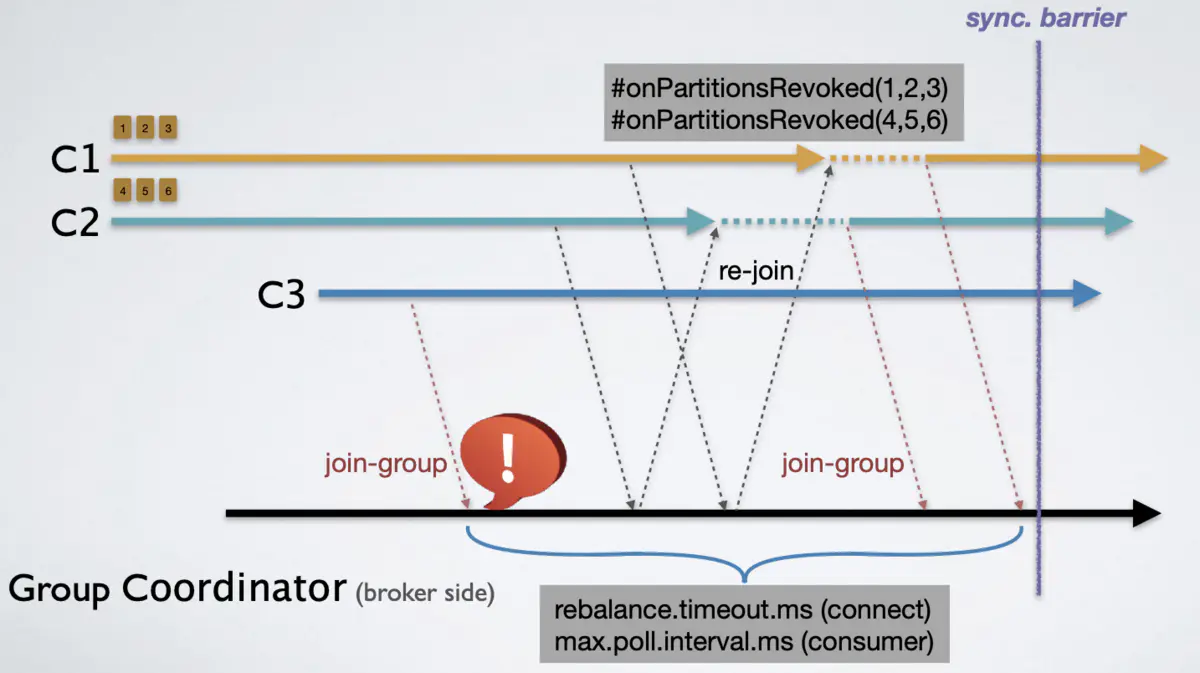 sync. barrier
#onPartitionsRevoked(1,2,3)
#onPartitionsRevoked(4,5,6)
1 2 3
C1
4 5 6
C2
re-join
C3
join-group
!
join-group
Group Coordinator (broker side)
rebalance.timeout.ms (connect)
max.poll.interval.ms (consumer)